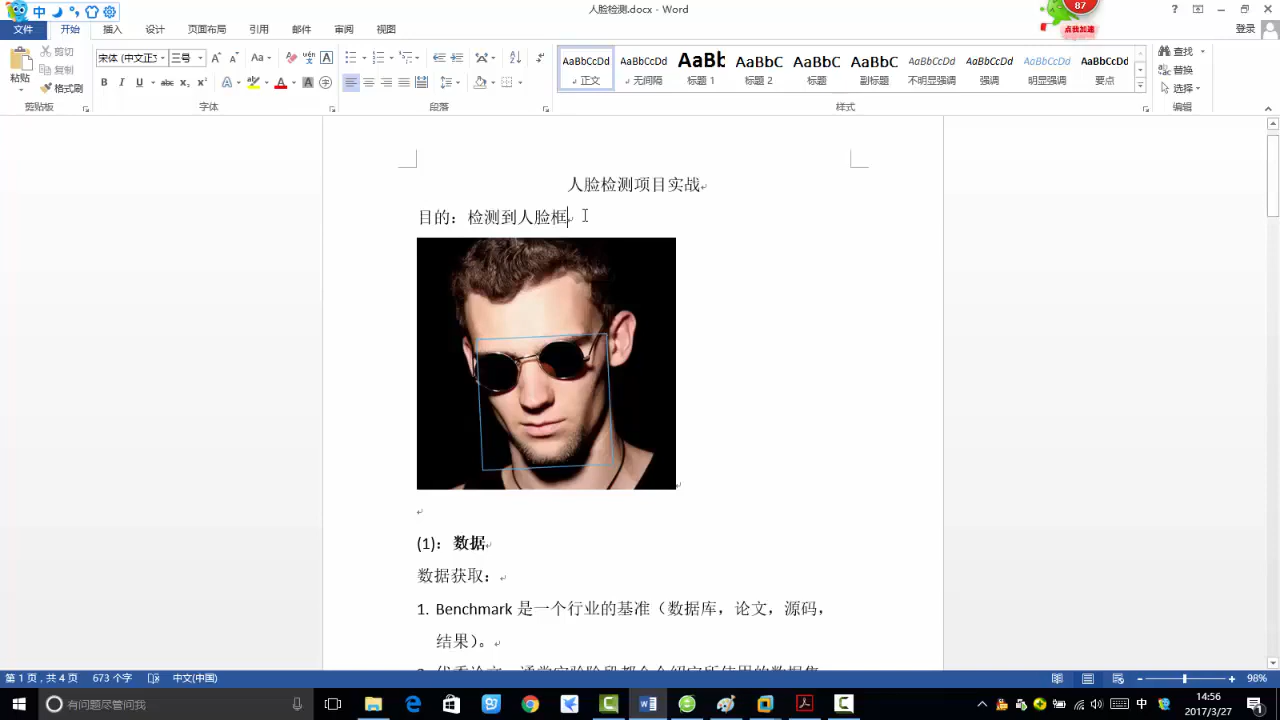 中
人脸检测.docx - Word
87
点我加速
文件 开始 插入 设计 页面布局 引用 邮件 审阅 视图 登录
粘贴 剪切 复制 格式刷
宋体 (中文正 三号
AaBbCcDd AaBbCcDd AaBb AaBbC AaBbC AaBbC AaBbCcDd AaBbCcDd AaBbCcDd AaBbCcDd
正文 无间隔 标题 1 标题 2 标题 副标题 不明显强调 强调 明显强调 要点
查找 替换 选择
剪贴板 字体 段落 样式 编辑
人脸检测项目实战
目的：检测到人脸框
(1)：数据
数据获取：
1. Benchmark 是一个行业的基准（数据库，论文，源码，
结果）。
第 1 页，共 4 页 673 个字 中文(中国) 98%
有问题尽管问我
中
14:56
2017/3/27